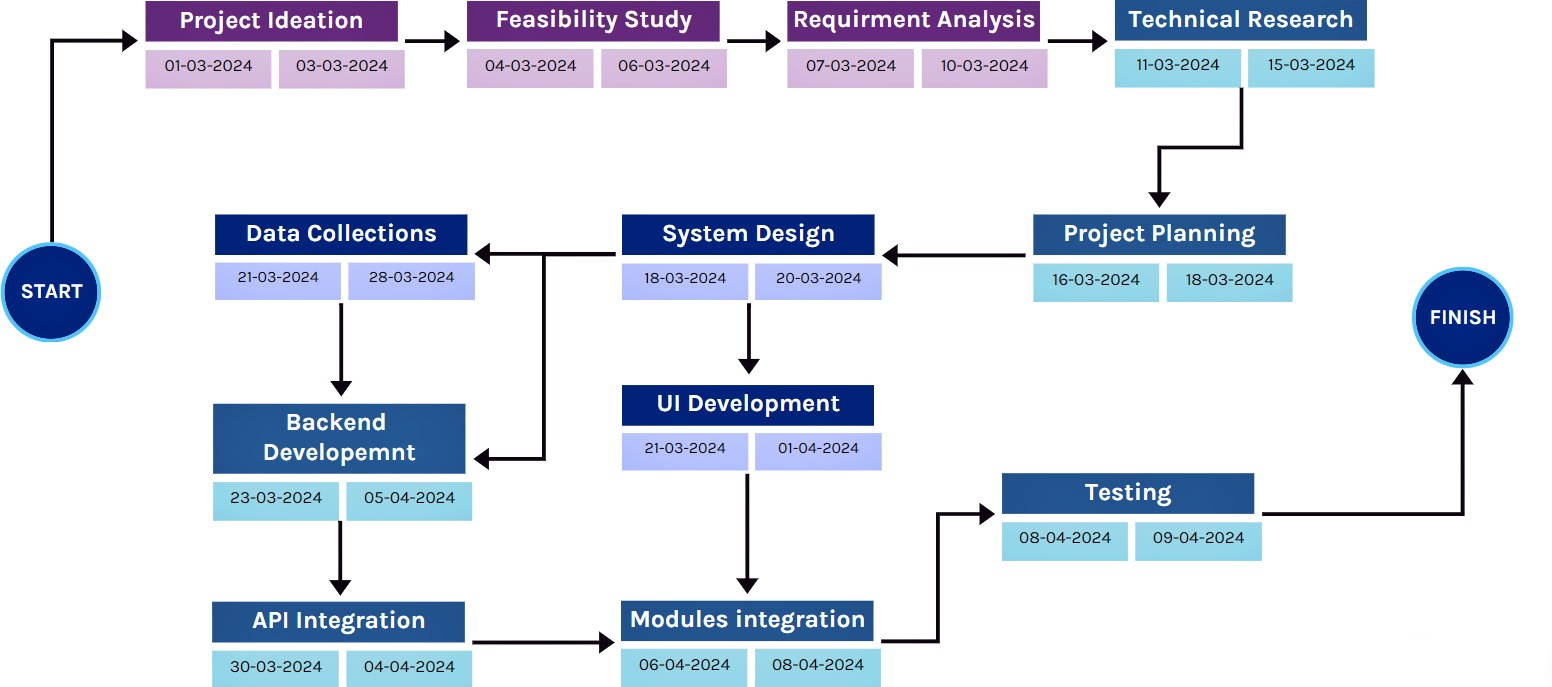 Project Ideation
01-03-2024 03-03-2024
Feasibility Study
04-03-2024 06-03-2024
Requirment Analysis
07-03-2024 10-03-2024
Technical Research
11-03-2024 15-03-2024
START
Data Collections
21-03-2024 28-03-2024
System Design
18-03-2024 20-03-2024
Project Planning
16-03-2024 18-03-2024
FINISH
Backend
Developemnt
23-03-2024 05-04-2024
UI Development
21-03-2024 01-04-2024
Testing
08-04-2024 09-04-2024
API Integration
30-03-2024 04-04-2024
Modules integration
06-04-2024 08-04-2024